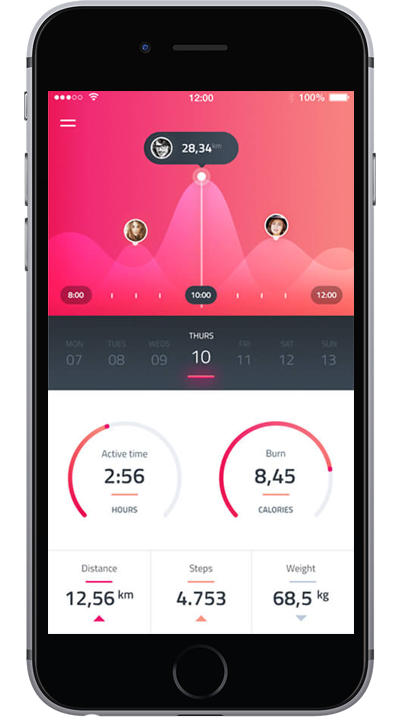 12:00 100%
28,34 km
8:00 10:00 12:00
MON TUES WEDS THURS FRI SAT SUN
07 08 09 10 11 12 13
Active time Burn
2:56 8,45
HOURS CALORIES
Distance Steps Weight
12,56 km 4.753 68,5 kg